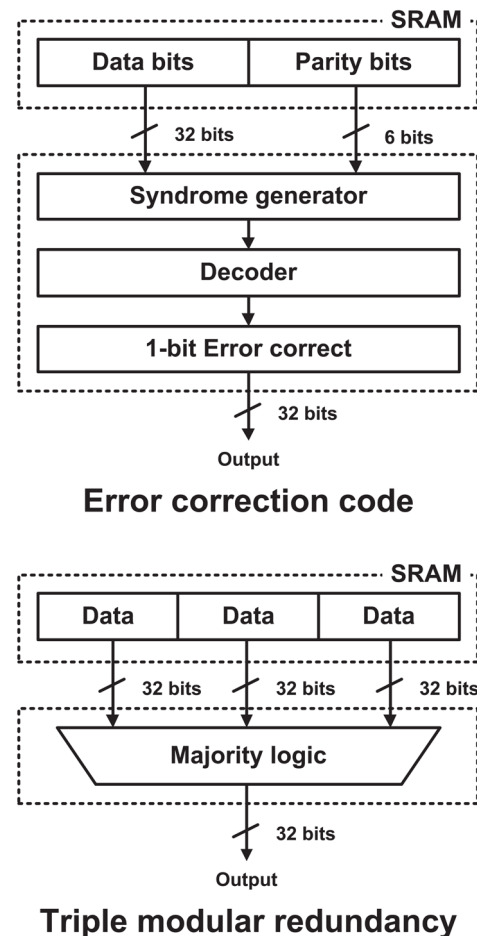 SRAM
Data bits Parity bits
32 bits 6 bits
Syndrome generator
Decoder
1-bit Error correct
32 bits
Output
Error correction code
SRAM
Data Data Data
32 bits 32 bits 32 bits
Majority logic
32 bits
Output
Triple modular redundancy